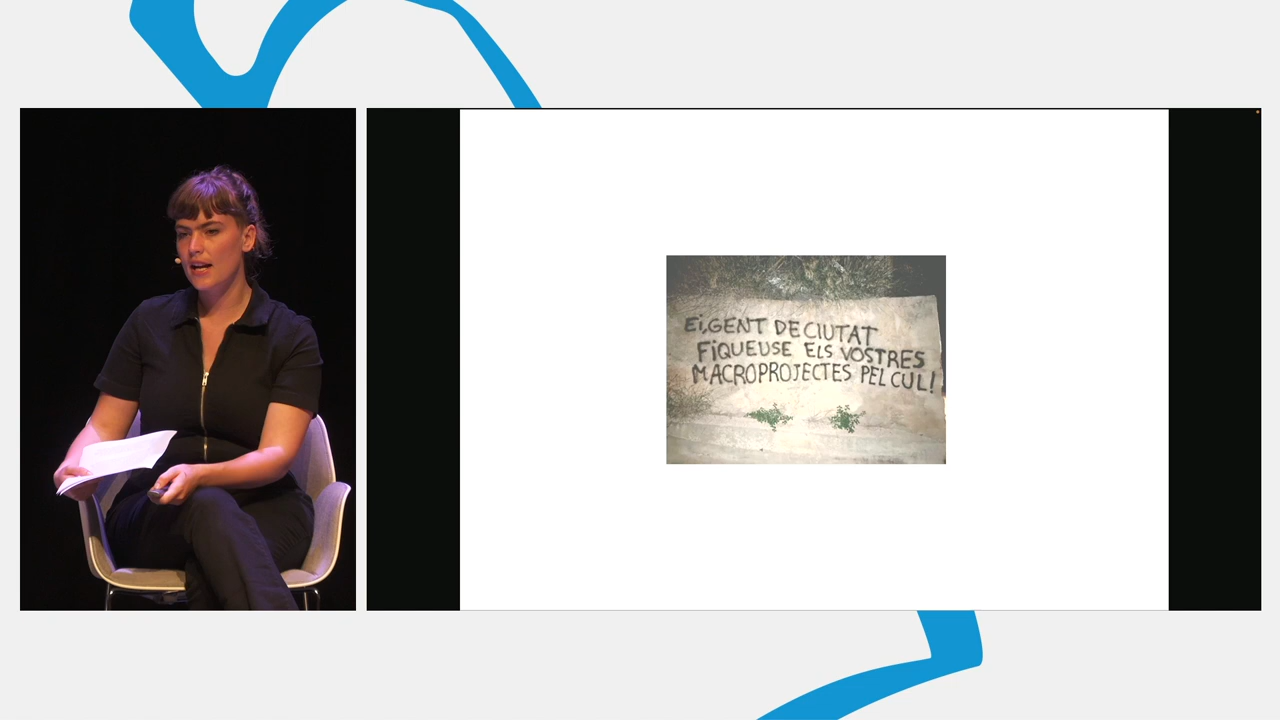 Ei, GENT DE CIUTAT
FiQUEUSE ELS VOSTRES
MACROPROJECTES PEL CUL!